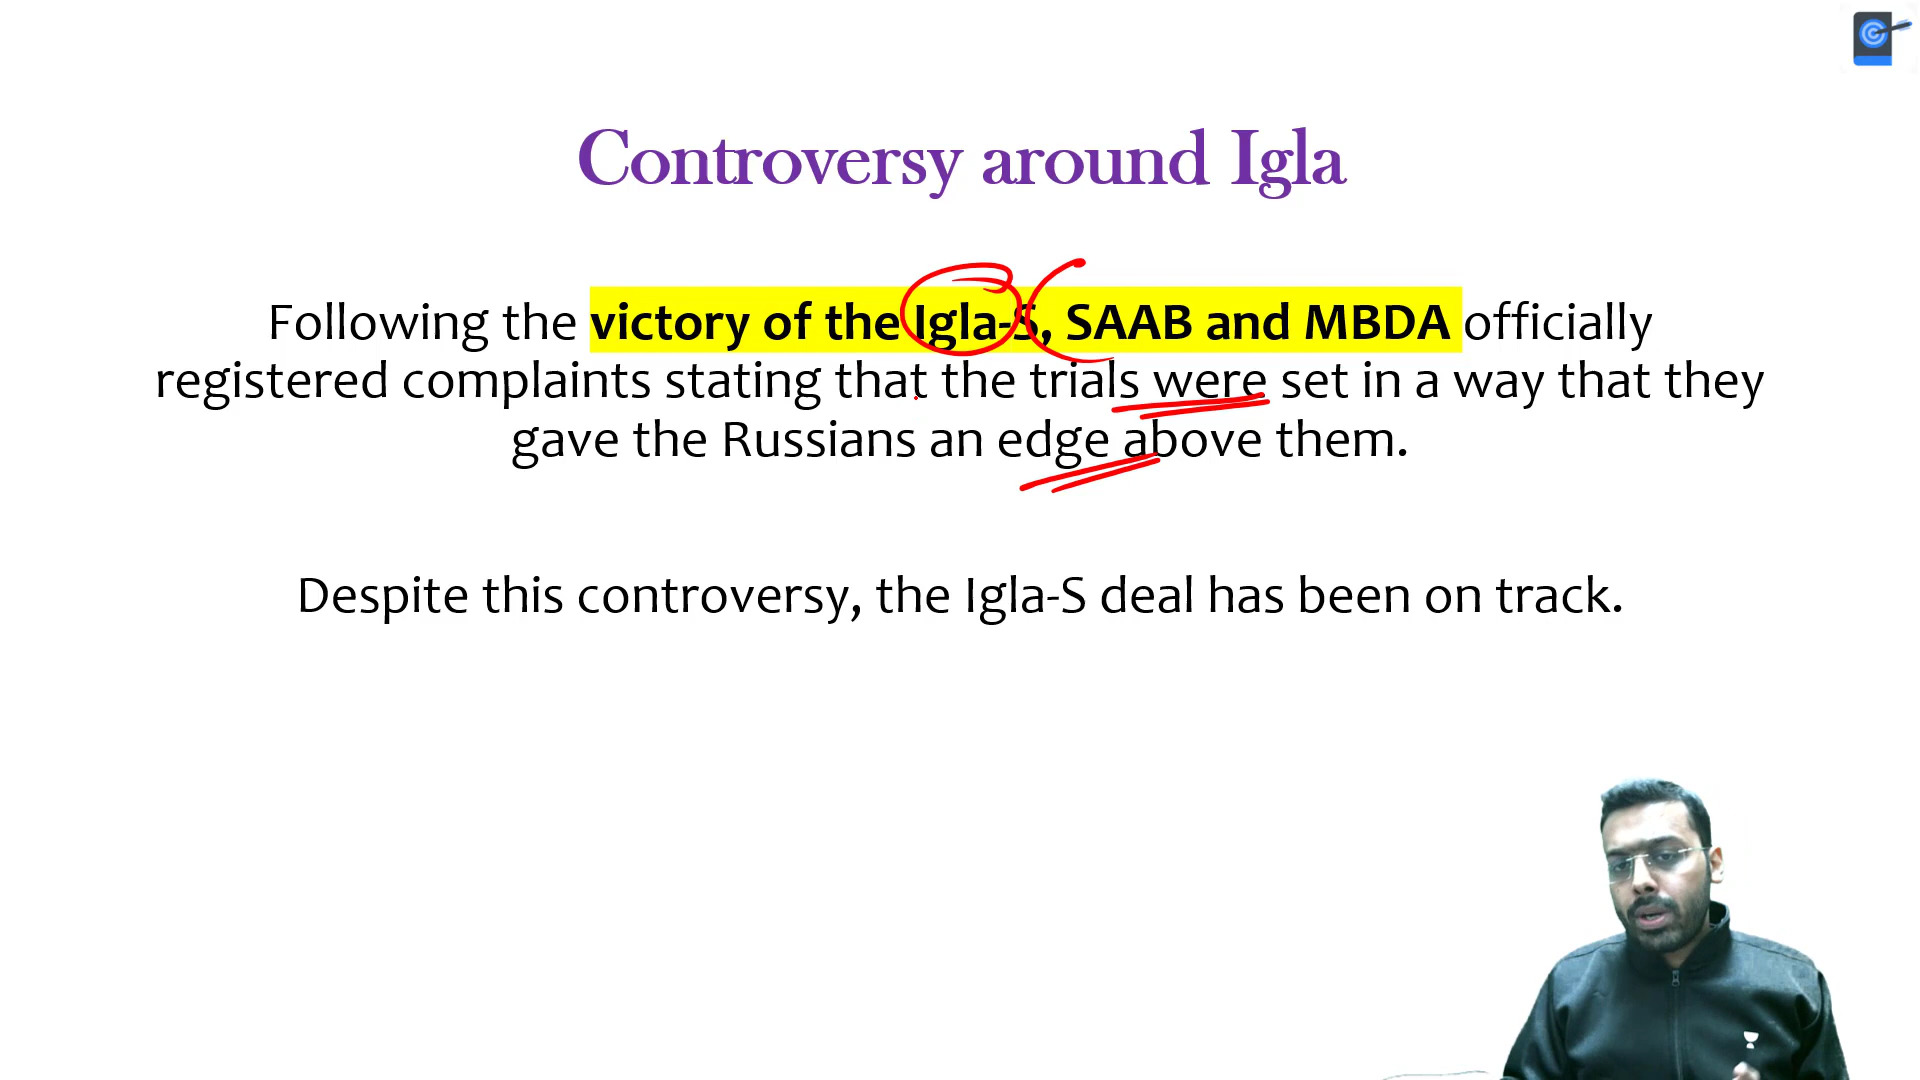 Controversy around Igla
Following the victory of the Igla-S, SAAB and MBDA officially
registered complaints stating that the trials were set in a way that they
gave the Russians an edge above them.
Despite this controversy, the Igla-S deal has been on track.